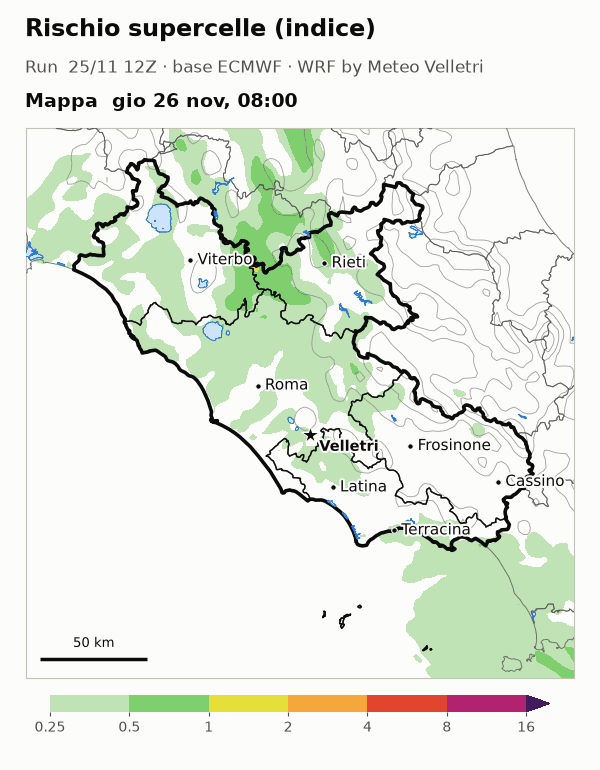 Rischio supercelle (indice)
Run  25/11 12Z · base ECMWF · WRF by Meteo Velletri
Mappa  gio 26 nov, 08:00
Viterbo
Rieti
Roma
Velletri
Frosinone
Latina
Cassino
Terracina
50 km
0.25 0.5 1 2 4 8 16